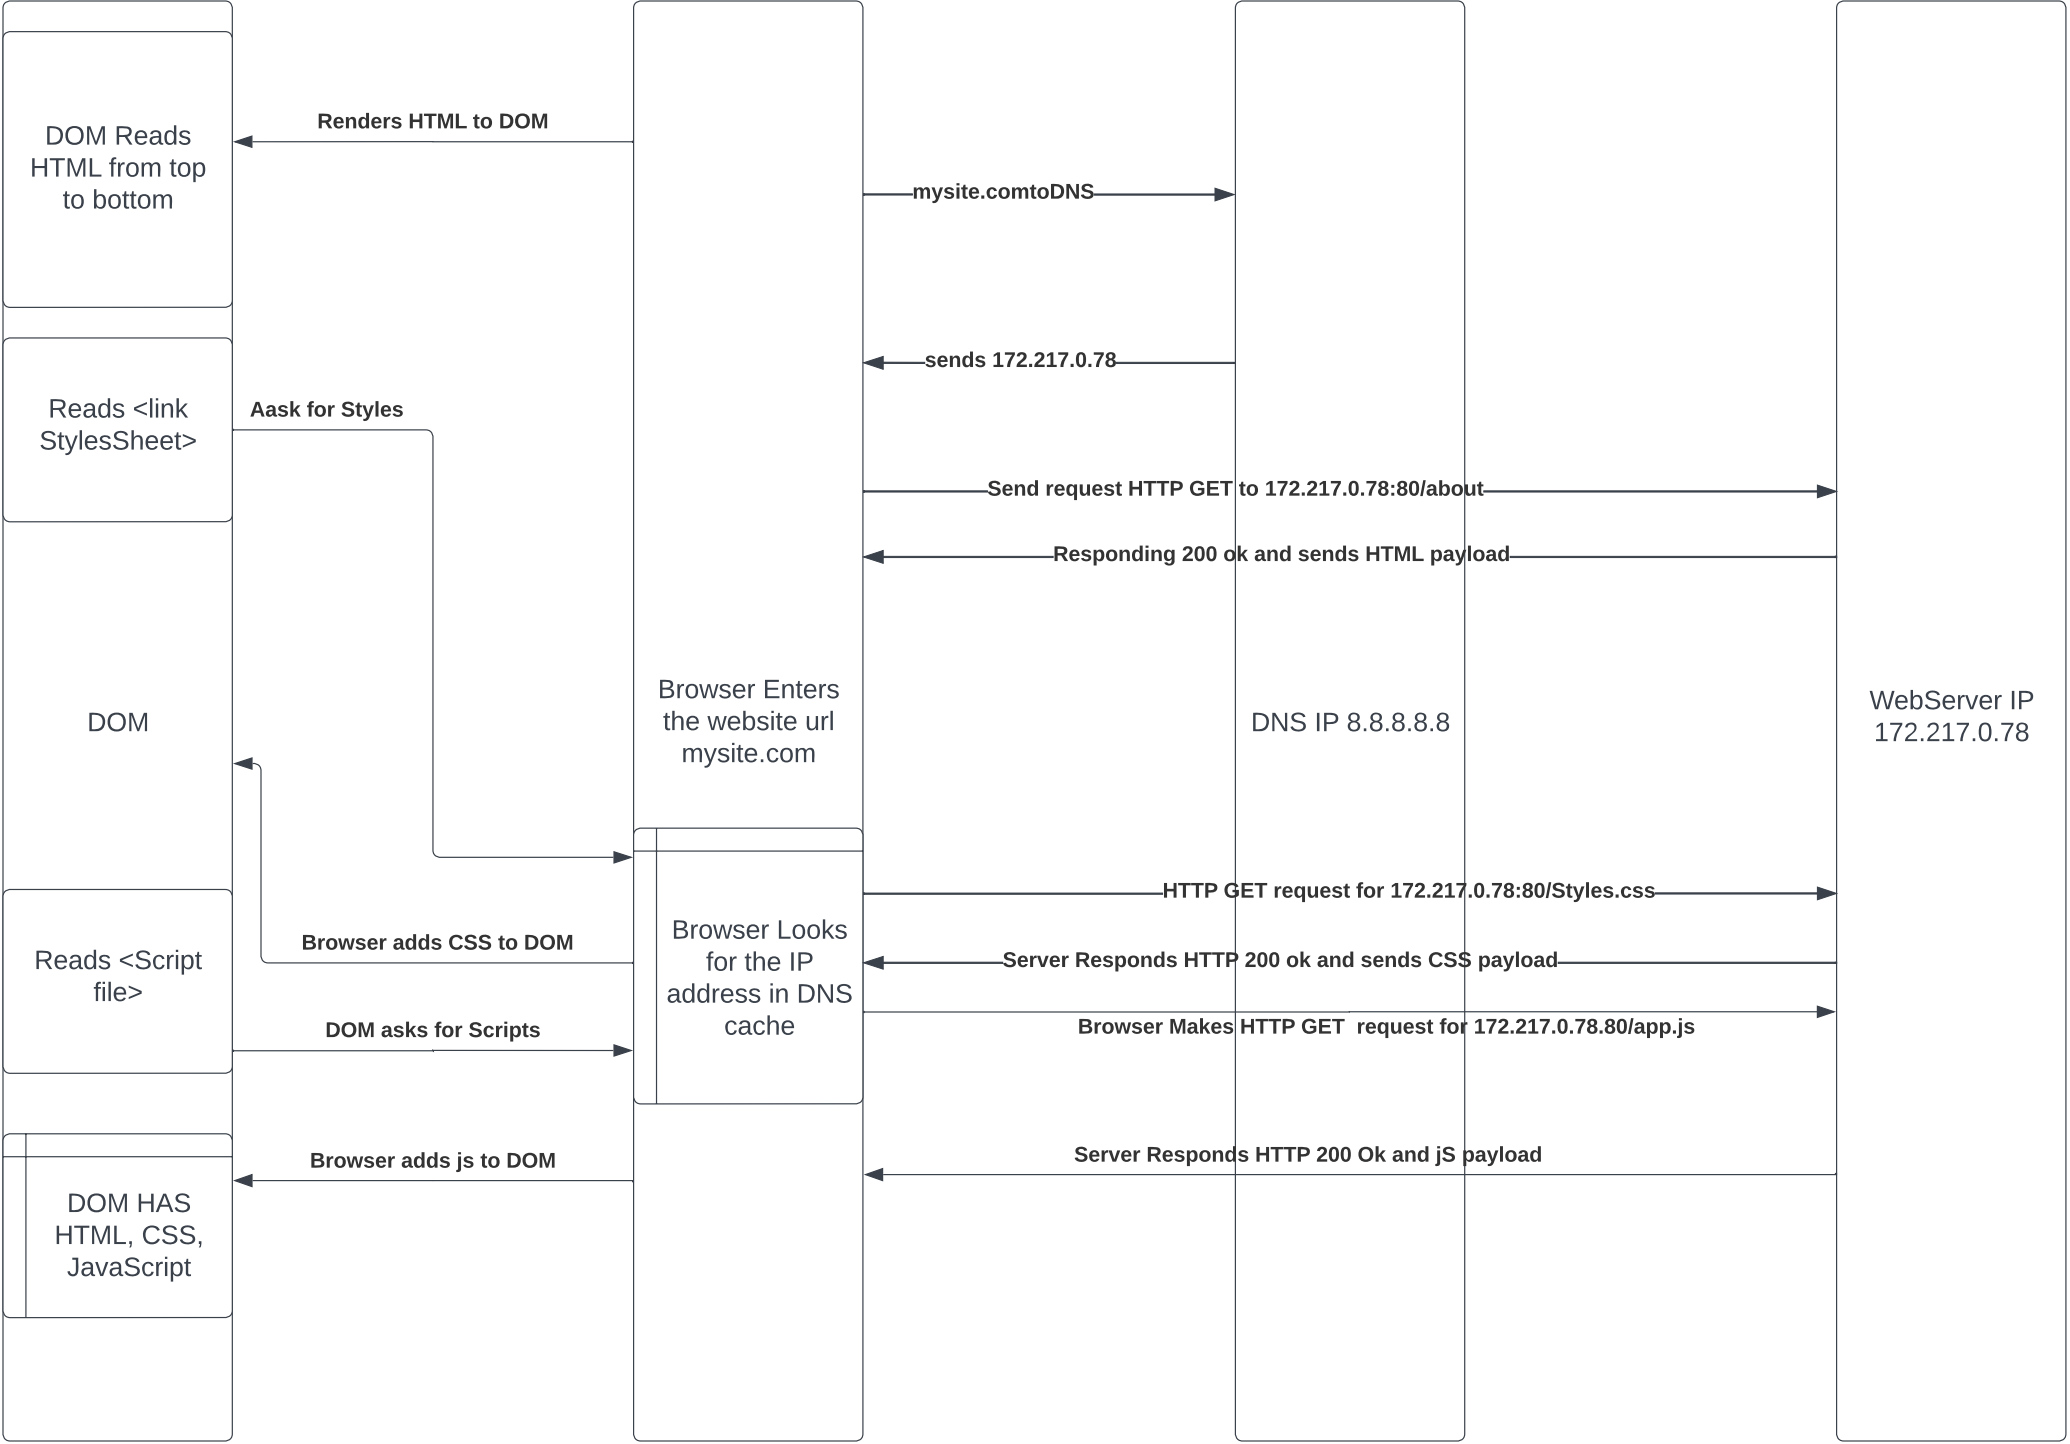 Renders HTML to DOM
DOM Reads
HTML from top
to bottom
mysite.comtoDNS
sends 172.217.0.78
Reads <link
StylesSheet>
Aask for Styles
Send request HTTP GET to 172.217.0.78:80/about
Responding 200 ok and sends HTML payload
DOM
Browser Enters
the website url
mysite.com
DNS IP 8.8.8.8.8
WebServer IP
172.217.0.78
HTTP GET request for 172.217.0.78:80/Styles.css
Browser adds CSS to DOM
Browser Looks
for the IP
address in DNS
cache
Server Responds HTTP 200 ok and sends CSS payload
Reads <Script
file>
DOM asks for Scripts
Browser Makes HTTP GET  request for 172.217.0.78.80/app.js
Browser adds js to DOM
Server Responds HTTP 200 Ok and jS payload
DOM HAS
HTML, CSS,
JavaScript